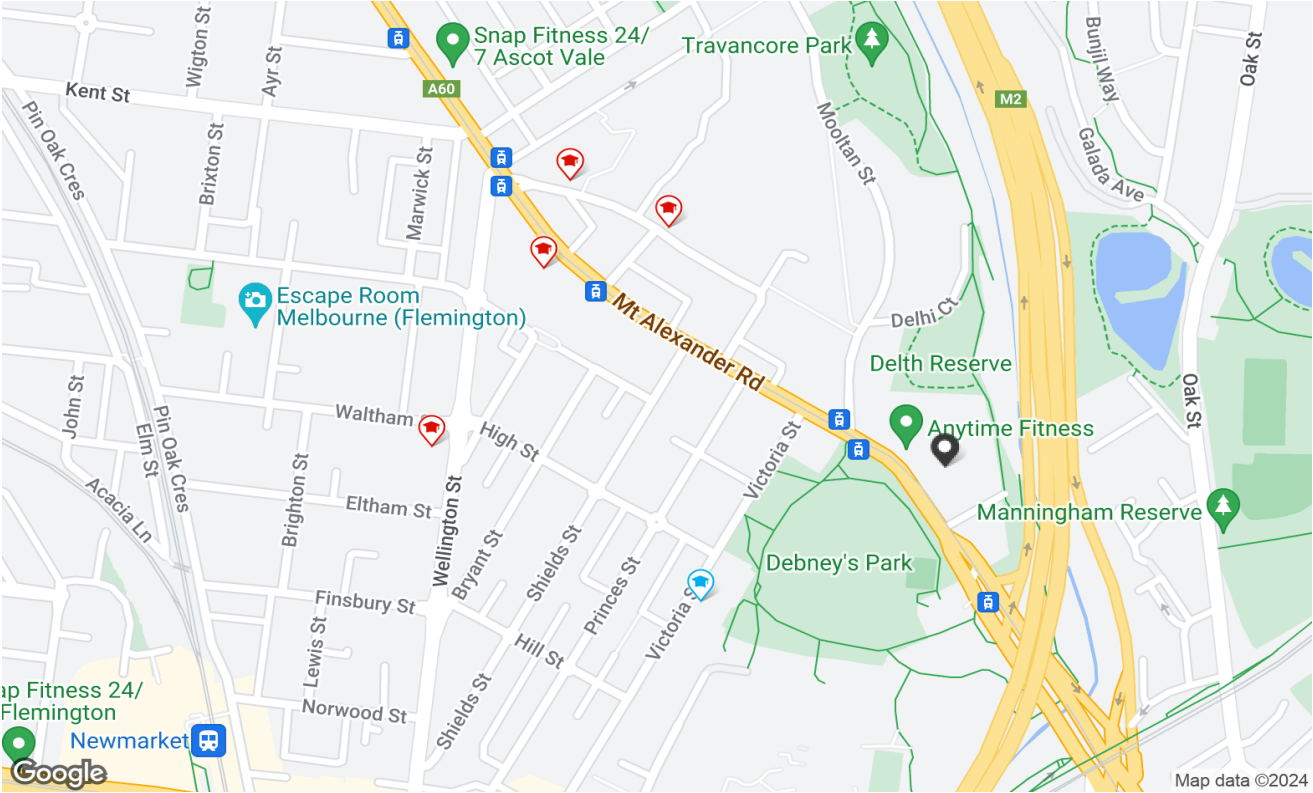 Snap Fitness 24/
7 Ascot Vale
Travancore Park
Wigton St
Ayr St
Kent St
A60
M2
Bunjil Way
Oak St
Pin Oak Cres
Brixton St
Marwick St
Mooltan St
Galada Ave
Escape Room
Melbourne (Flemington)
Mt Alexander Rd
Delhi Ct
Delth Reserve
John St
Waltham
High St
Anytime Fitness
Oak St
Elm St
Pin Oak Cres
Brighton St
Victoria St
Acacia Ln
Eltham St
Wellington St
Manningham Reserve
Bryant St
Shields St
Princes St
Debney's Park
Finsbury St
Victoria S
Lewis St
Hill St
ap Fitness 24/
Flemington
Norwood St
Shields St
Newmarket
Google
Map data ©2024